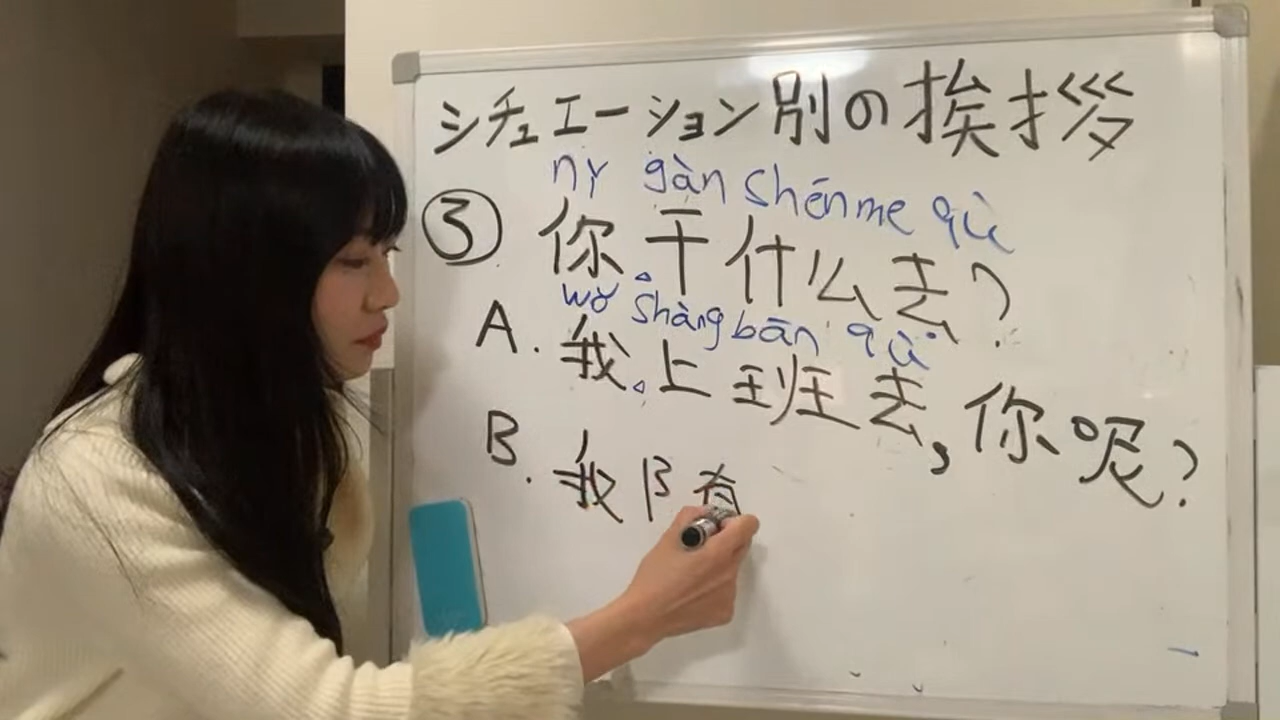 シチュエーション別の挨拶
nǐ gàn shénme qù
③ 你干什么去?
wǒ shàngbān qù
A. 我上班去,你呢?
B. 我